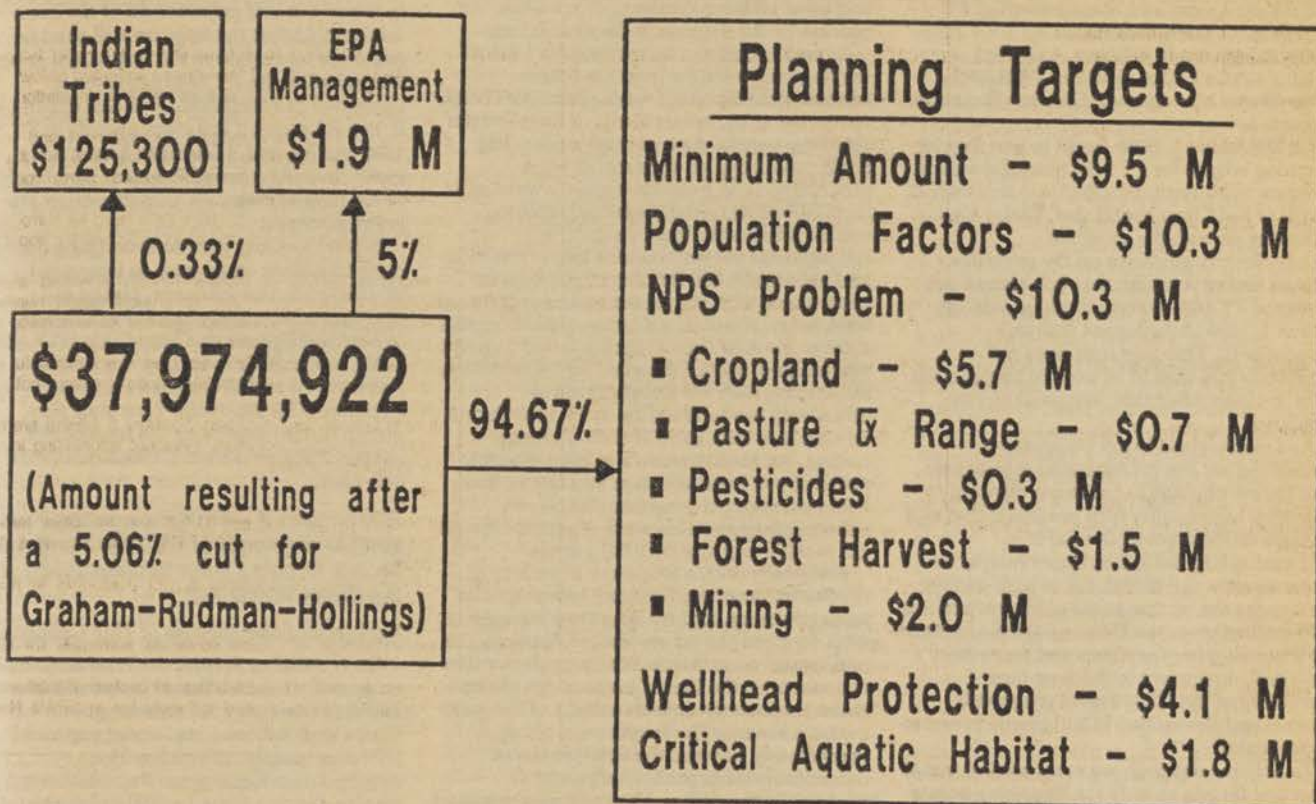 Indian
Tribes
$125,300
EPA
Management
$1.9 M
0.33%
5%
$37,974,922
(Amount resulting after
a 5.06% cut for
Graham-Rudman-Hollings)
94.67%
Planning Targets
Minimum Amount - $9.5 M
Population Factors - $10.3 M
NPS Problem - $10.3 M
▪ Cropland - $5.7 M
▪ Pasture & Range - $0.7 M
▪ Pesticides - $0.3 M
▪ Forest Harvest - $1.5 M
▪ Mining - $2.0 M
Wellhead Protection - $4.1 M
Critical Aquatic Habitat - $1.8 M